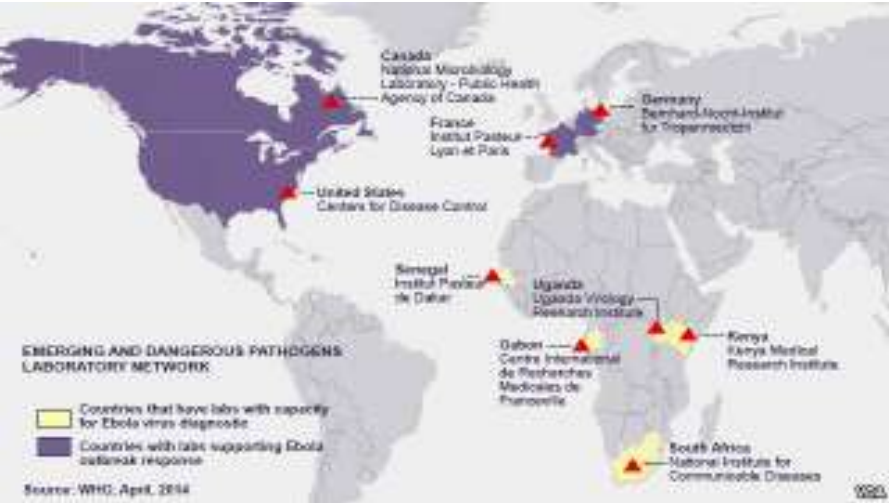 Canada
National Microbiology
Laboratory - Public Health
Agency of Canada
Germany
Bernhard-Nocht-Institut
fur Tropenmedizin
France
Institut Pasteur
Lyon et Paris
United States
Centers for Disease Control
Senegal
Institut Pasteur
de Dakar
Uganda
Uganda Virology
Research Institute
Gabon
Centre International
de Recherches
Medicales de
Franceville
Kenya
Kenya Medical
Research Institute
EMERGING AND DANGEROUS PATHOGENS
LABORATORY NETWORK
Countries that have labs with capacity
for Ebola virus diagnostic
Countries with labs supporting Ebola
outbreak response
South Africa
National Institute for
Communicable Diseases
Source: WHO, April, 2014